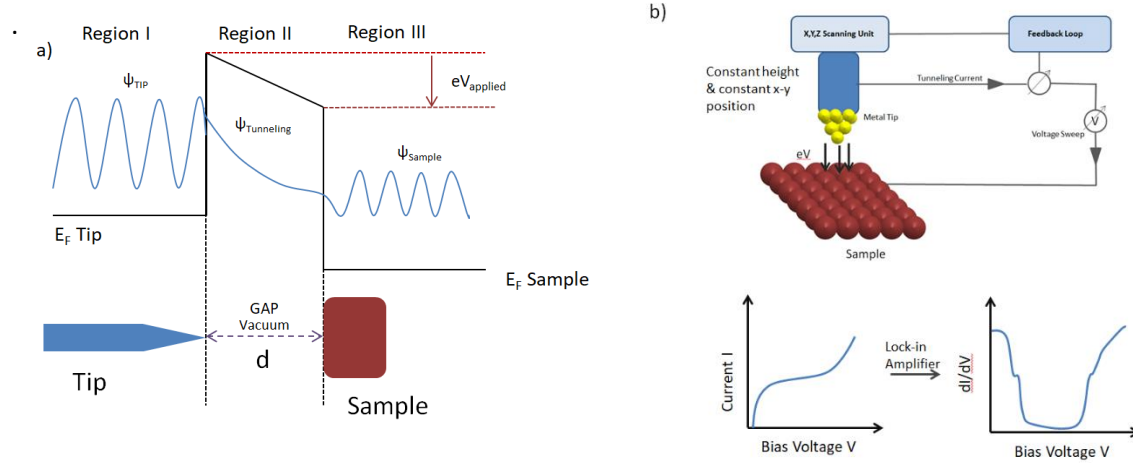 a)
Region I
Region II
Region III
ψTIP
eVapplied
ψTunneling
ψSample
EF Tip
EF Sample
GAP
Vacuum
d
Tip
Sample
b)
X,Y,Z Scanning Unit
Feedback Loop
Constant height
& constant x-y
position
Tunneling Current
Metal Tip
V
Voltage Sweep
eV
Sample
Current I
Bias Voltage V
Lock-in
Amplifier
dI/dV
Bias Voltage V